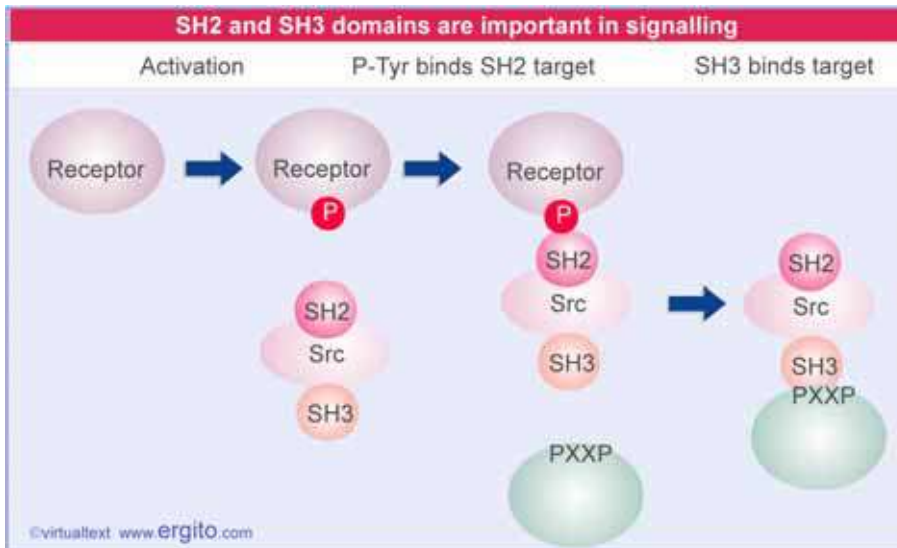 SH2 and SH3 domains are important in signalling
Activation
P-Tyr binds SH2 target
SH3 binds target
Receptor
Receptor
P
SH2
Src
SH3
Receptor
P
SH2
Src
SH3
PXXP
SH2
Src
SH3
PXXP
©virtualtext www.ergito.com